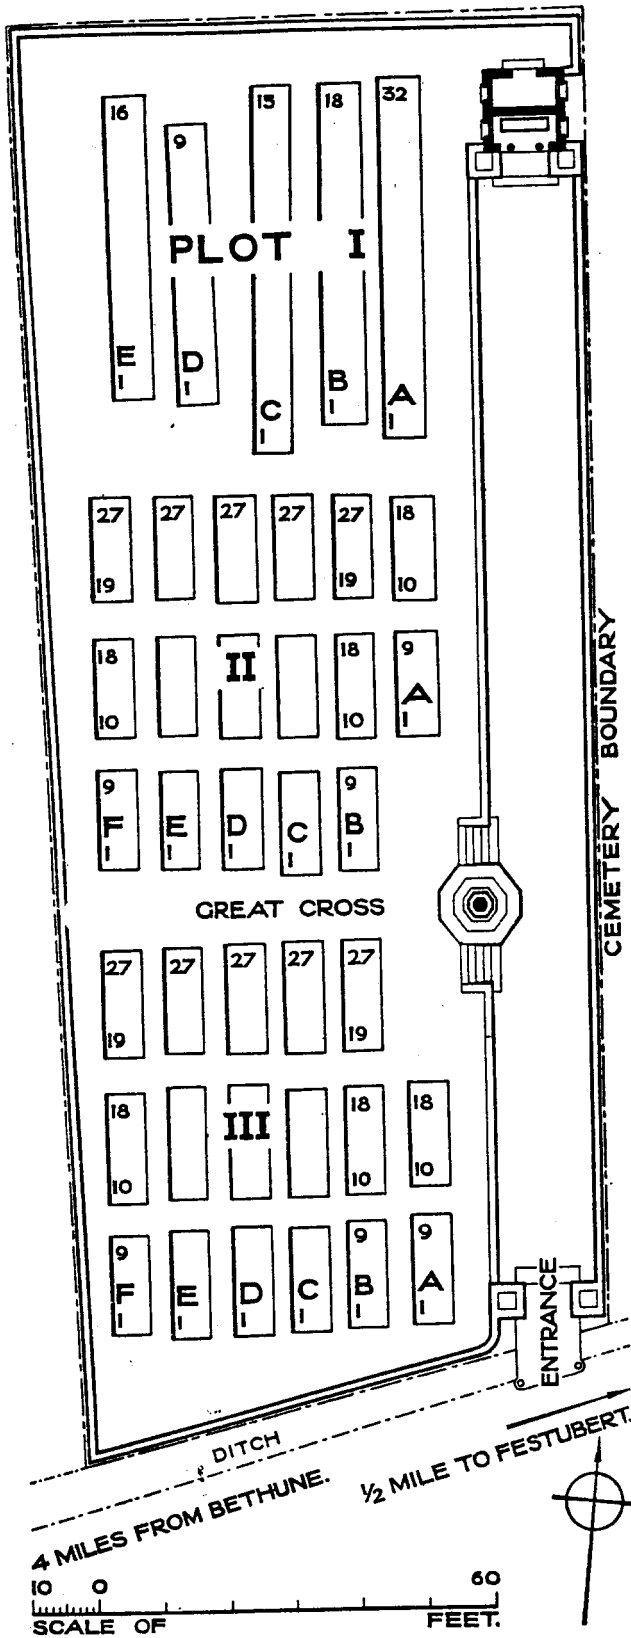 16 9 15 18 32
PLOT I
E D C B A
1 1 1 1 1
27 27 27 27 27 18
19 19 10
II
18 18 9
10 10 A
1
9 9
F E D C B
1 1 1 1 1
GREAT CROSS
CEMETERY BOUNDARY
27 27 27 27 27
19 19
III
18 18 18
10 10 10
9 9 9
F E D C B A
1 1 1 1 1 1
ENTRANCE
DITCH
4 MILES FROM BETHUNE. ½ MILE TO FESTUBERT.
10 0 60
SCALE OF FEET.